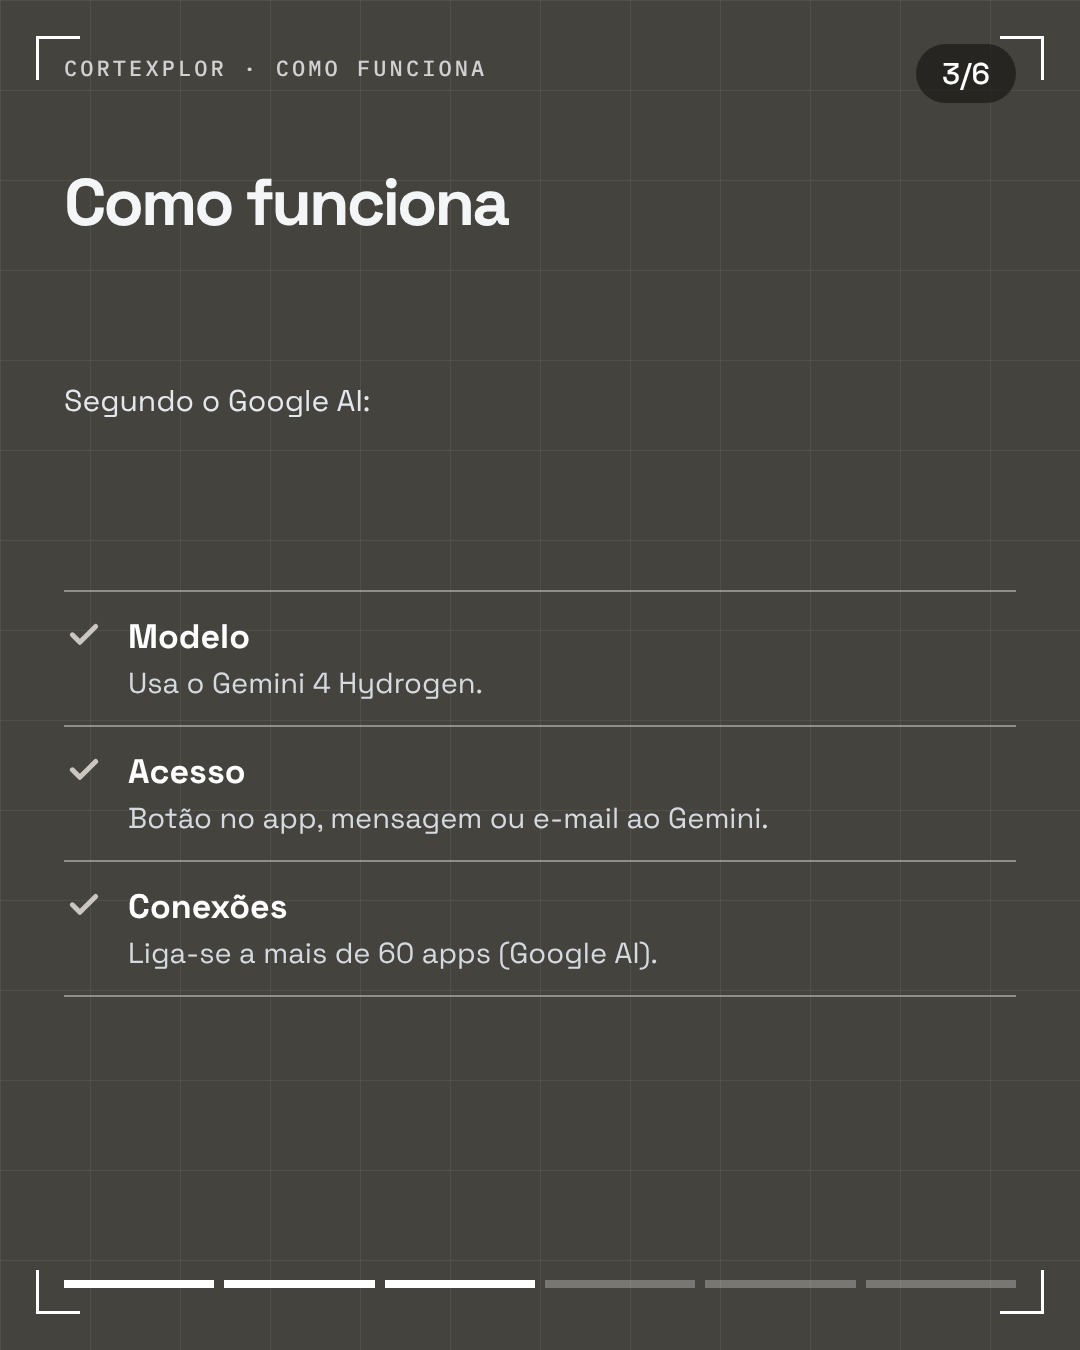 CORTEXPLOR · COMO FUNCIONA
3/6
Como funciona
Segundo o Google AI:
Modelo
Usa o Gemini 4 Hydrogen.
Acesso
Botão no app, mensagem ou e-mail ao Gemini.
Conexões
Liga-se a mais de 60 apps (Google AI).